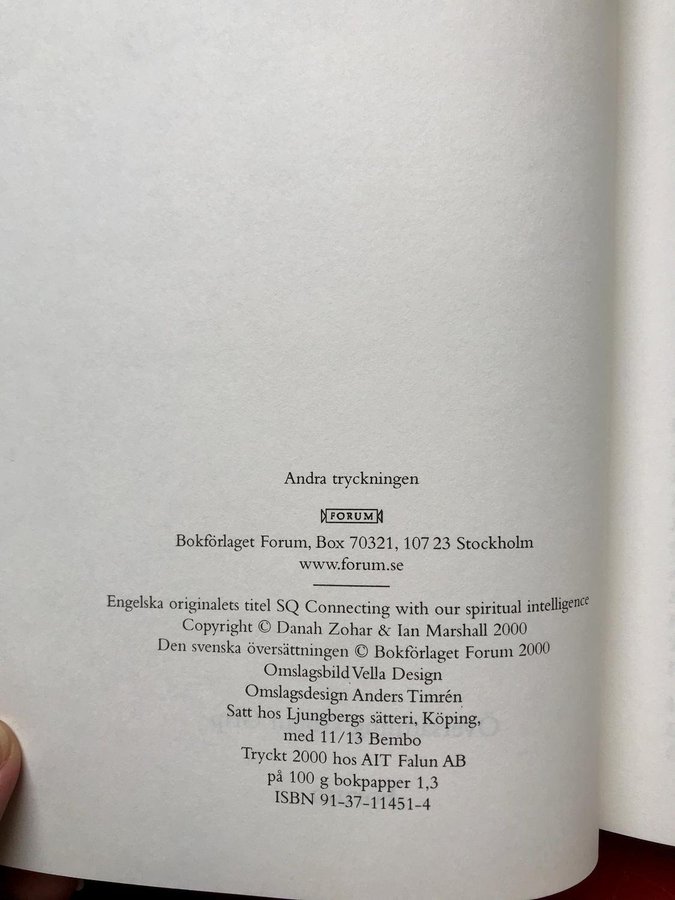 Andra tryckningen
FORUM
Bokförlaget Forum, Box 70321, 107 23 Stockholm
www.forum.se
Engelska originalets titel SQ Connecting with our spiritual intelligence
Copyright © Danah Zohar & Ian Marshall 2000
Den svenska översättningen © Bokförlaget Forum 2000
Omslagsbild Vella Design
Omslagsdesign Anders Timrén
Satt hos Ljungbergs sätteri, Köping,
med 11/13 Bembo
Tryckt 2000 hos AIT Falun AB
på 100 g bokpapper 1,3
ISBN 91-37-11451-4